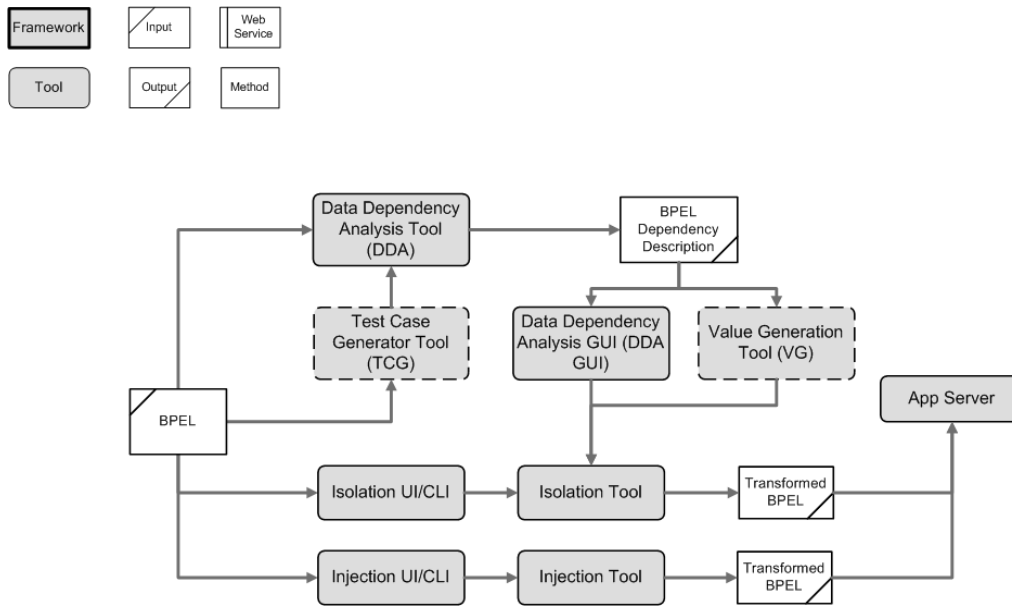 Framework
Input
Web
Service
Tool
Output
Method
Data Dependency
Analysis Tool
(DDA)
BPEL
Dependency
Description
Test Case
Generator Tool
(TCG)
Data Dependency
Analysis GUI (DDA
GUI)
Value Generation
Tool (VG)
BPEL
App Server
Isolation UI/CLI
Isolation Tool
Transformed
BPEL
Injection UI/CLI
Injection Tool
Transformed
BPEL